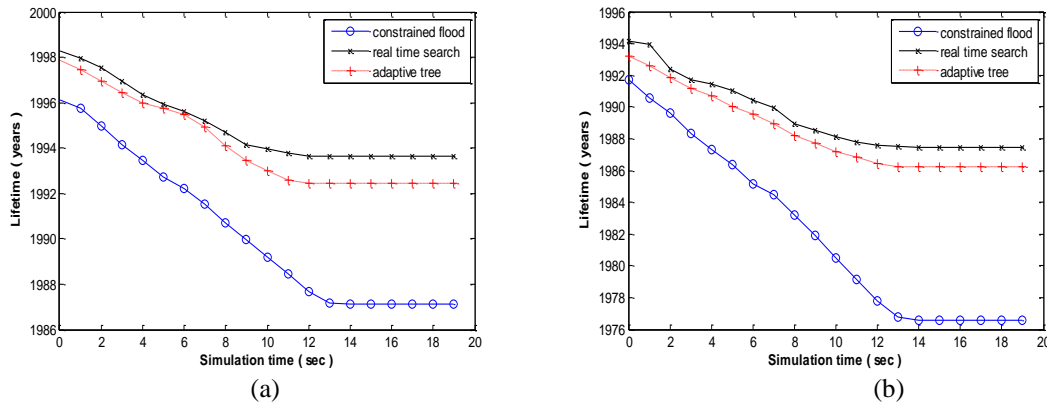 2000
1998
1996
1994
1992
1990
1988
1986
Lifetime ( years )
0 2 4 6 8 10 12 14 16 18 20
Simulation time ( sec )
constrained flood
real time search
adaptive tree
(a)
1996
1994
1992
1990
1988
1986
1984
1982
1980
1978
1976
Lifetime ( years )
0 2 4 6 8 10 12 14 16 18 20
Simulation time ( sec )
constrained flood
real time search
adaptive tree
(b)